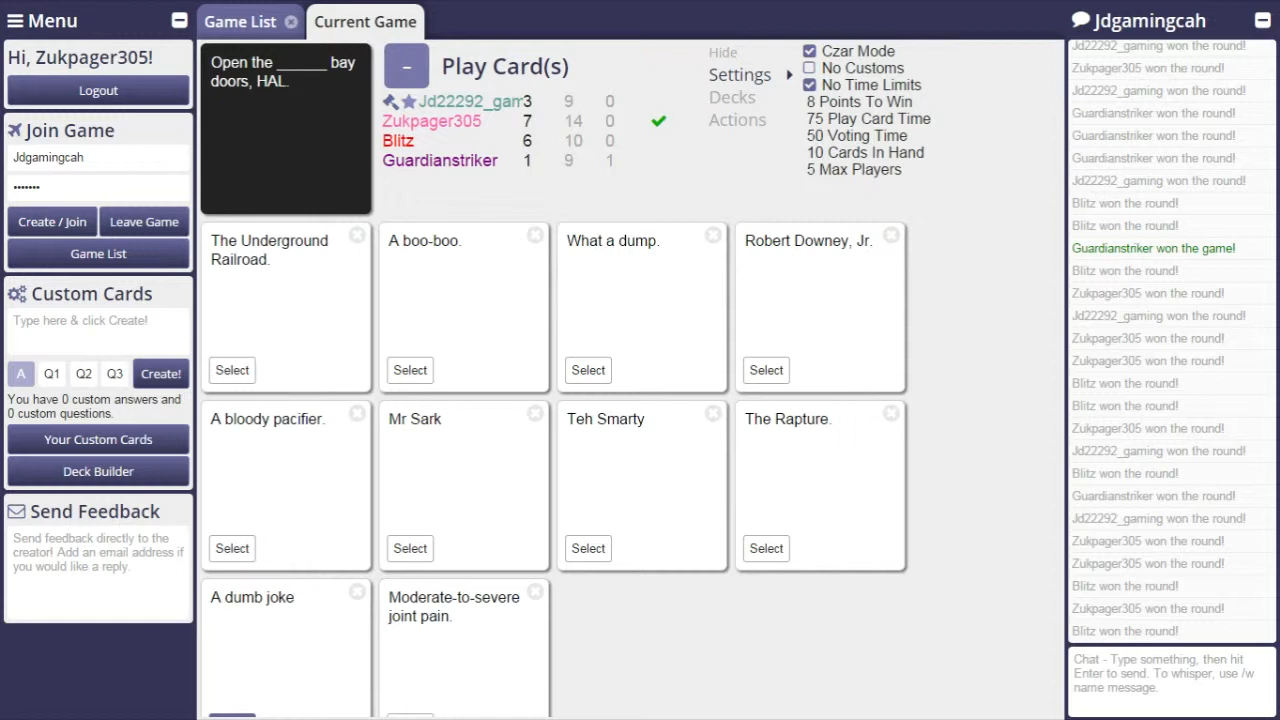 Menu
Hi, Zukpager305!
Logout
Join Game
Jdgamingcah
•••••••
Create / Join
Leave Game
Game List
Custom Cards
Type here & click Create!
A
Q1
Q2
Q3
Create!
You have 0 custom answers and
0 custom questions.
Your Custom Cards
Deck Builder
Send Feedback
Send feedback directly to the
creator! Add an email address if
you would like a reply.
Game List
Current Game
Open the ______ bay
doors, HAL.
–
Play Card(s)
Jd22292_gam 3 9 0
Zukpager305 7 14 0
Blitz 6 10 0
Guardianstriker 1 9 1
Hide
Settings
Decks
Actions
Czar Mode
No Customs
No Time Limits
8 Points To Win
75 Play Card Time
50 Voting Time
10 Cards In Hand
5 Max Players
The Underground
Railroad.
Select
A boo-boo.
Select
What a dump.
Select
Robert Downey, Jr.
Select
A bloody pacifier.
Select
Mr Sark
Select
Teh Smarty
Select
The Rapture.
Select
A dumb joke
Moderate-to-severe
joint pain.
Jdgamingcah
Jd22292_gaming won the round!
Zukpager305 won the round!
Jd22292_gaming won the round!
Guardianstriker won the round!
Guardianstriker won the round!
Guardianstriker won the round!
Jd22292_gaming won the round!
Blitz won the round!
Blitz won the round!
Guardianstriker won the game!
Blitz won the round!
Zukpager305 won the round!
Jd22292_gaming won the round!
Zukpager305 won the round!
Zukpager305 won the round!
Blitz won the round!
Blitz won the round!
Zukpager305 won the round!
Jd22292_gaming won the round!
Blitz won the round!
Guardianstriker won the round!
Jd22292_gaming won the round!
Zukpager305 won the round!
Zukpager305 won the round!
Blitz won the round!
Zukpager305 won the round!
Blitz won the round!
Chat - Type something, then hit
Enter to send. To whisper, use /w
name message.